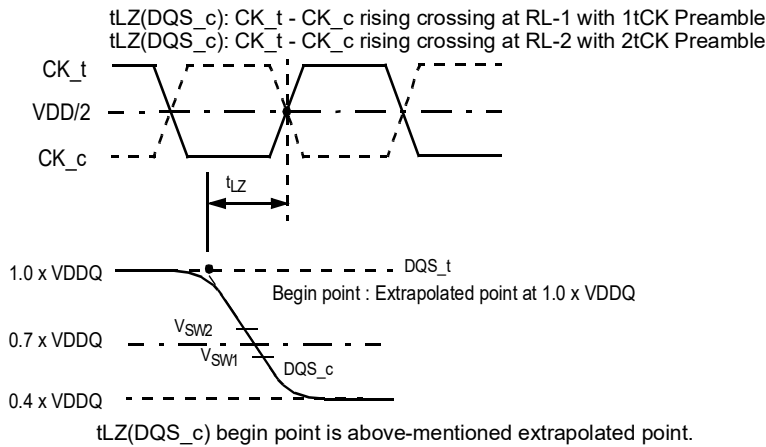 tLZ(DQS_c): CK_t - CK_c rising crossing at RL-1 with 1tCK Preamble
tLZ(DQS_c): CK_t - CK_c rising crossing at RL-2 with 2tCK Preamble
CK_t
VDD/2
CK_c
tLZ
1.0 x VDDQ
DQS_t
Begin point : Extrapolated point at 1.0 x VDDQ
VSW2
0.7 x VDDQ
VSW1
DQS_c
0.4 x VDDQ
tLZ(DQS_c) begin point is above-mentioned extrapolated point.